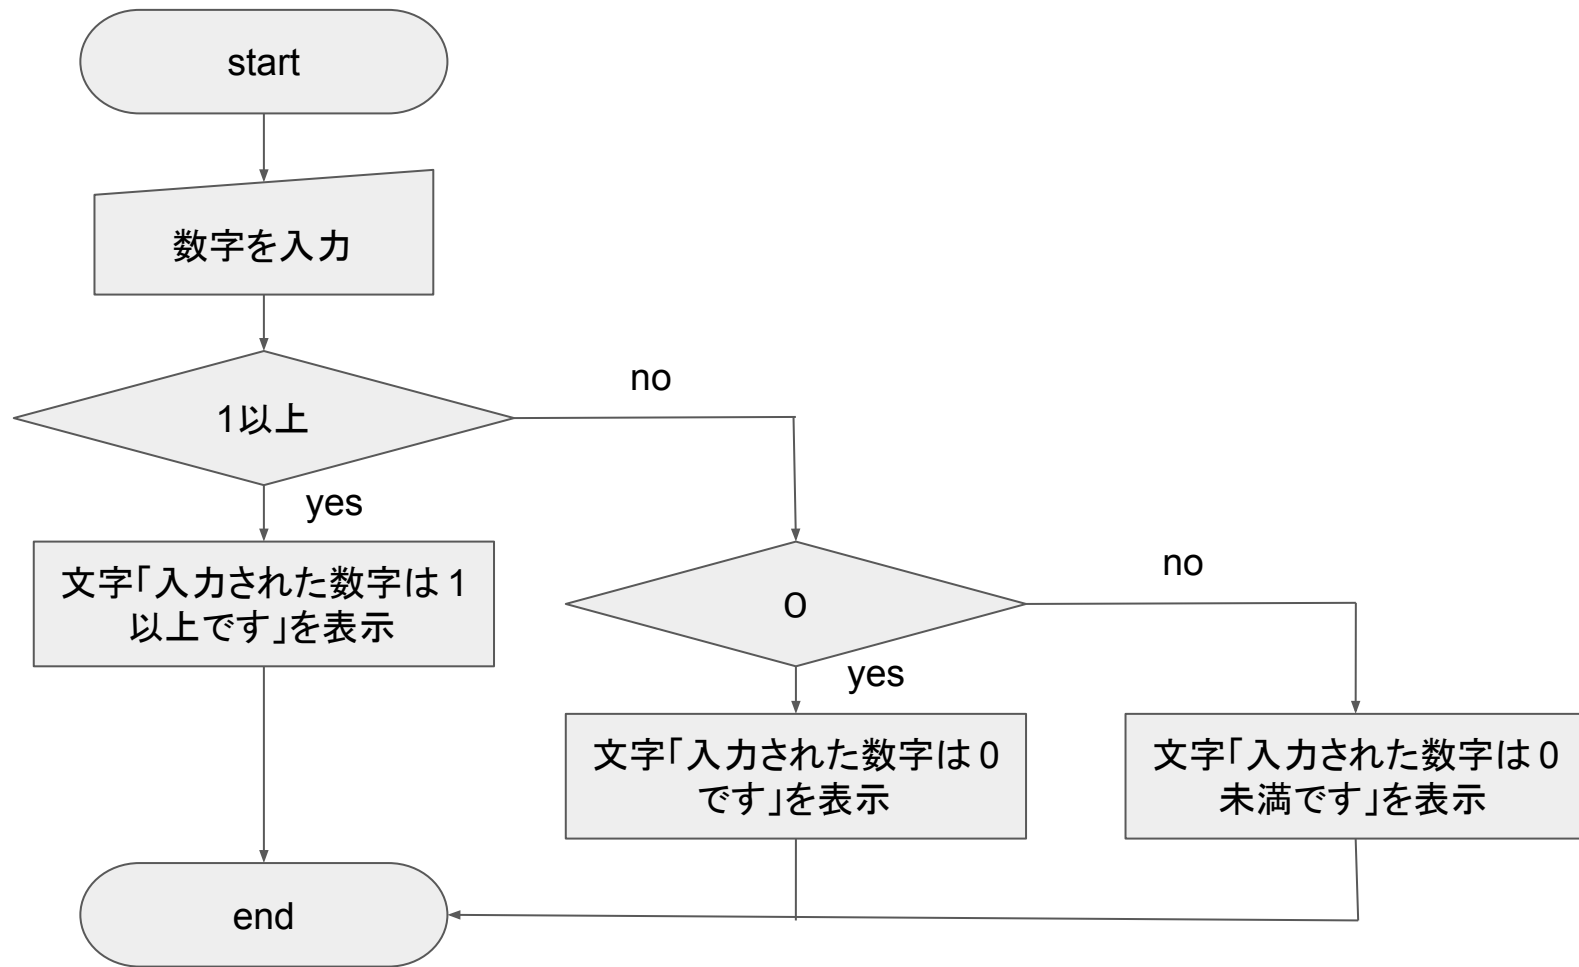 start
数字を入力
1以上
no
yes
文字「入力された数字は1
以上です」を表示
0
no
yes
文字「入力された数字は0
です」を表示
文字「入力された数字は0
未満です」を表示
end